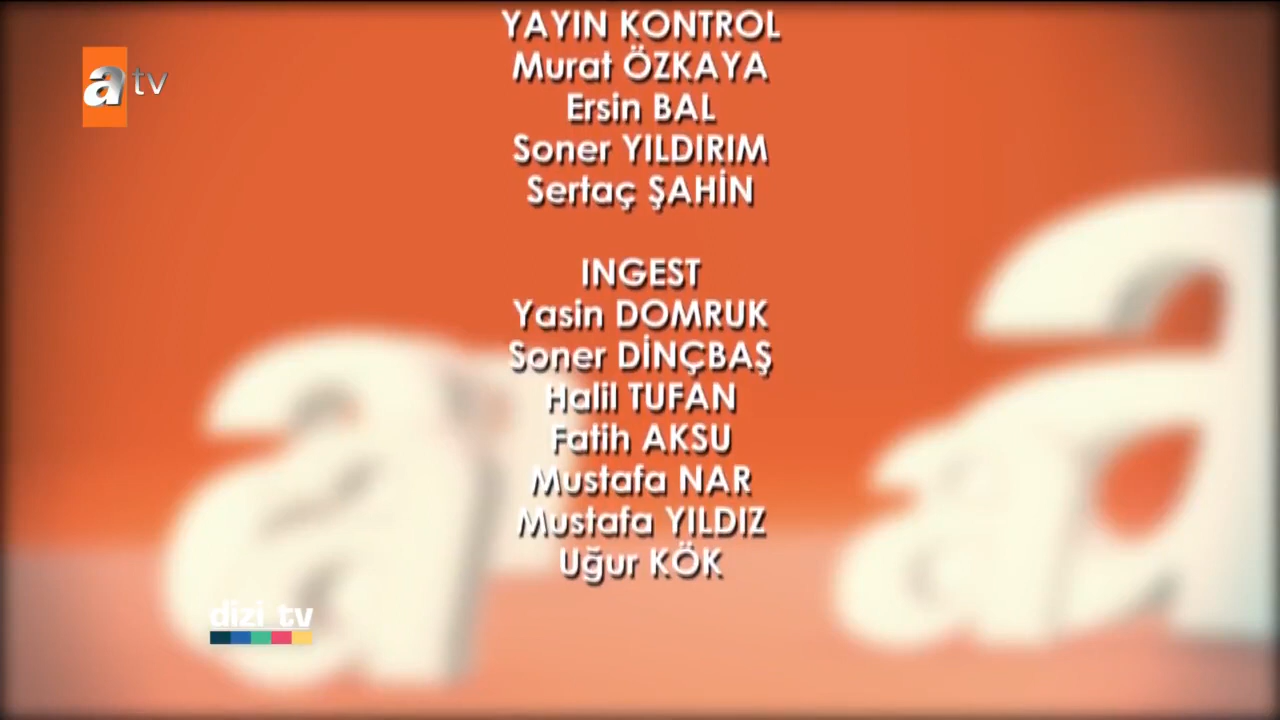 YAYIN KONTROL
atv
Murat ÖZKAYA
Ersin BAL
Soner YILDIRIM
Sertaç ŞAHİN
INGEST
Yasin DOMRUK
Soner DİNÇBAŞ
Halil TUFAN
Fatih AKSU
Mustafa NAR
Mustafa YILDIZ
Uğur KÖK
dizi tv